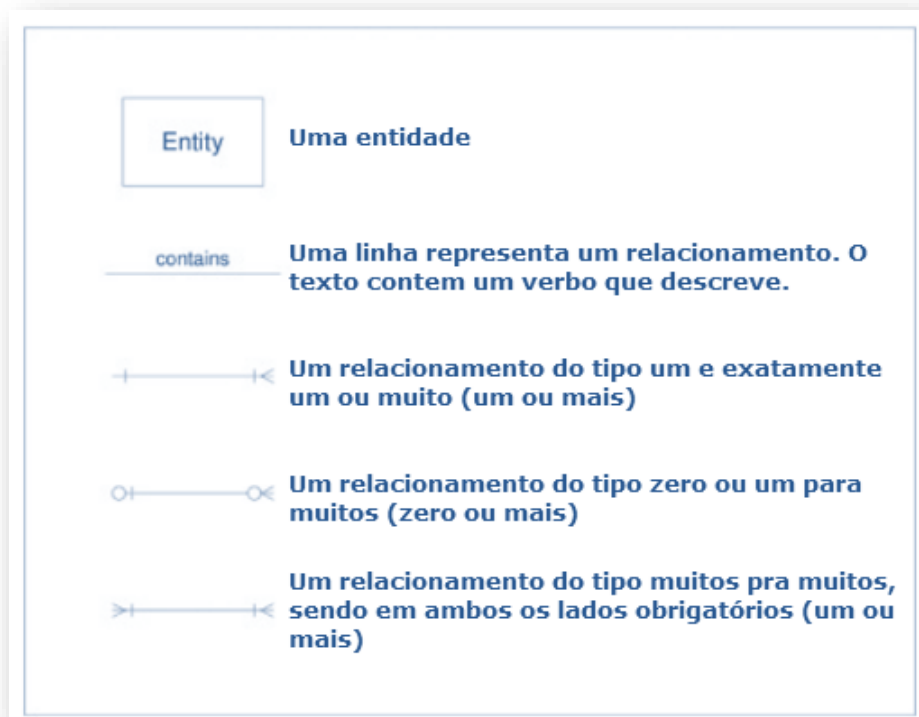 Entity
Uma entidade
contains
Uma linha representa um relacionamento. O
texto contem um verbo que descreve.
Um relacionamento do tipo um e exatamente
um ou muito (um ou mais)
Um relacionamento do tipo zero ou um para
muitos (zero ou mais)
Um relacionamento do tipo muitos pra muitos,
sendo em ambos os lados obrigatórios (um ou
mais)